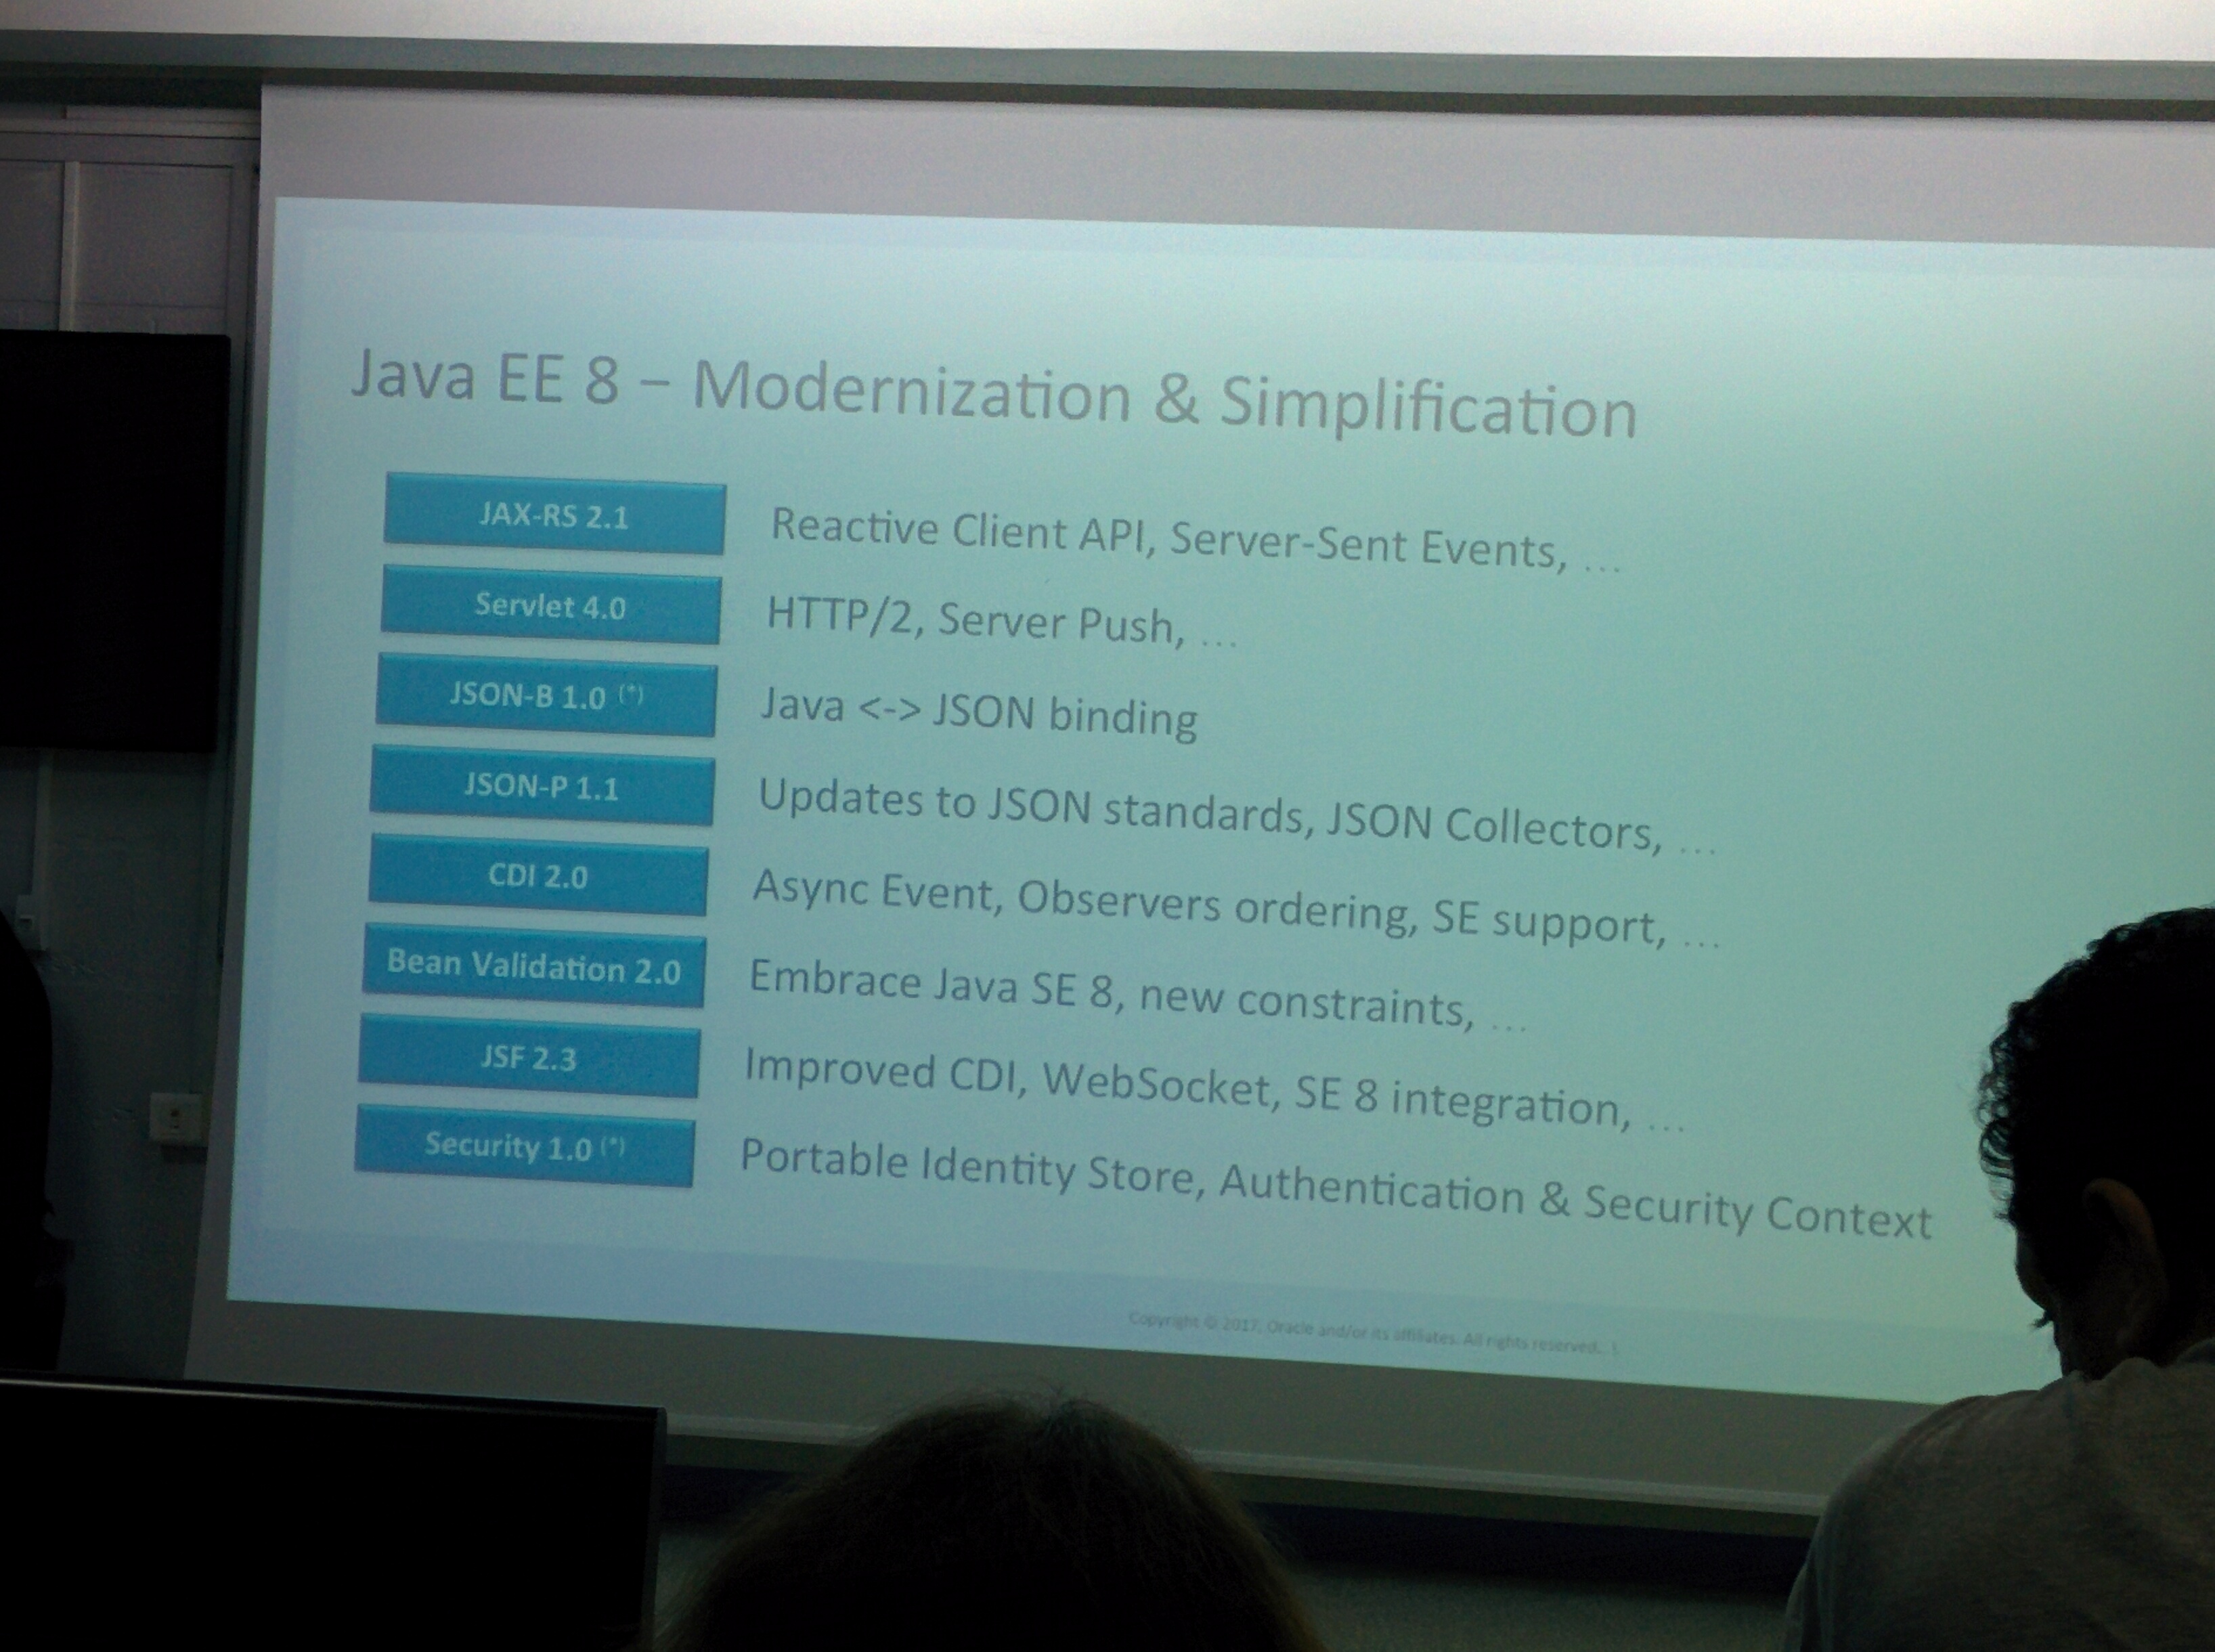 Java EE 8 – Modernization & Simplification
JAX-RS 2.1 Reactive Client API, Server-Sent Events, ...
Servlet 4.0 HTTP/2, Server Push, ...
JSON-B 1.0 (*) Java <-> JSON binding
JSON-P 1.1 Updates to JSON standards, JSON Collectors, ...
CDI 2.0 Async Event, Observers ordering, SE support, ...
Bean Validation 2.0 Embrace Java SE 8, new constraints, ...
JSF 2.3 Improved CDI, WebSocket, SE 8 integration, ...
Security 1.0 (*) Portable Identity Store, Authentication & Security Context
Copyright © 2017, Oracle and/or its affiliates. All rights reserved.